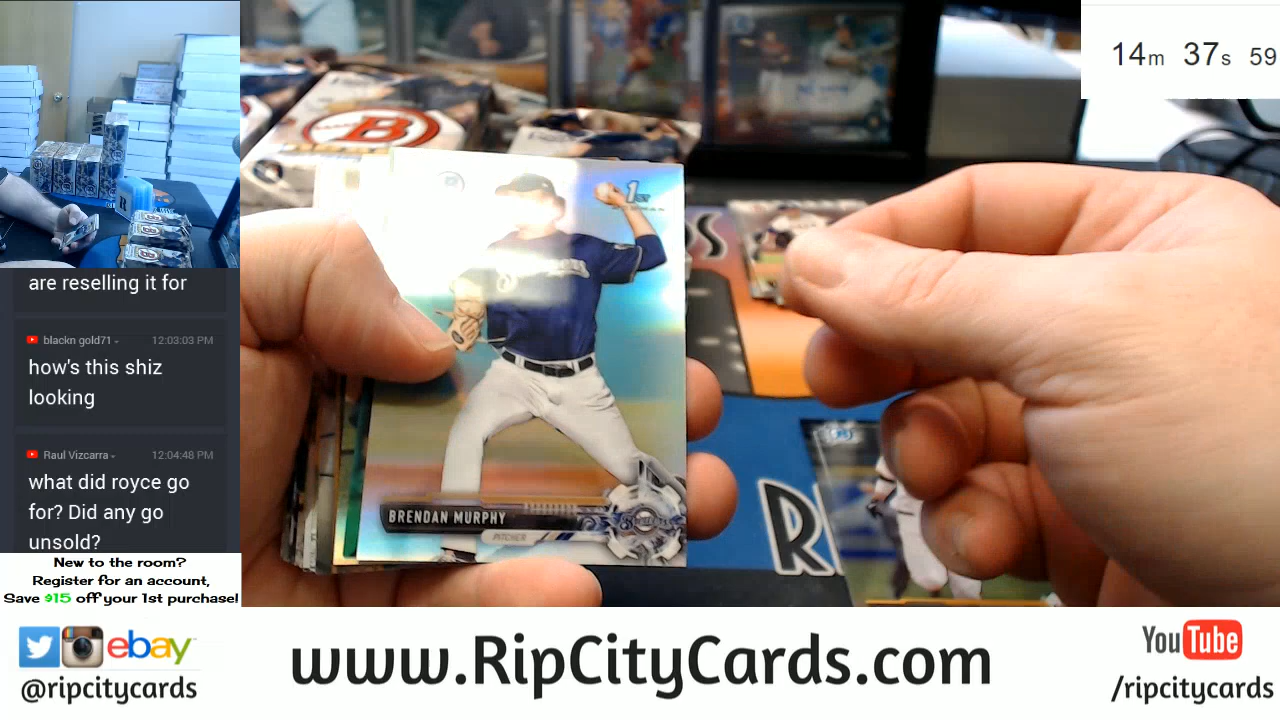 14m 37s 59
are reselling it for
blackn gold71 12:03:03 PM
how's this shiz
looking
Raul Vizcarra 12:04:48 PM
what did royce go
for? Did any go
unsold?
New to the room?
Register for an account,
Save $15 off your 1st purchase!
B
1st
BRENDAN MURPHY
PITCHER
R
ebay
@ripcitycards
www.RipCityCards.com
YouTube
/ripcitycards